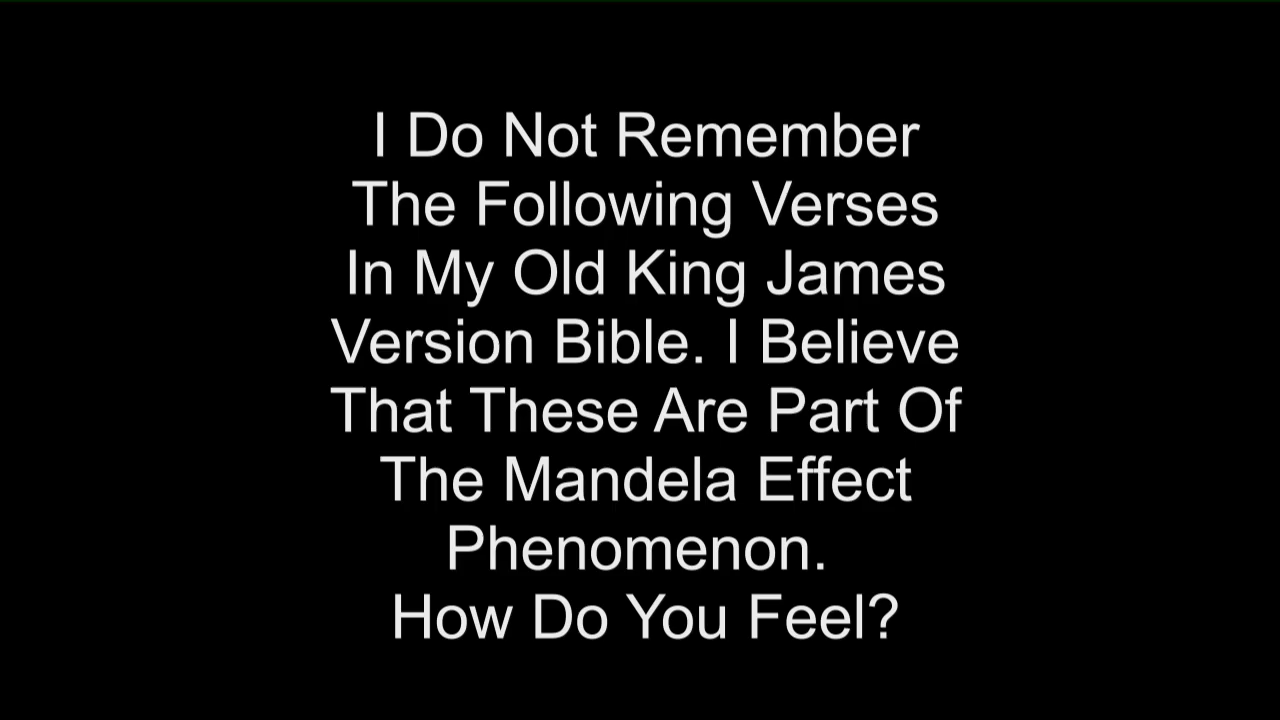 I Do Not Remember
The Following Verses
In My Old King James
Version Bible. I Believe
That These Are Part Of
The Mandela Effect
Phenomenon.
How Do You Feel?